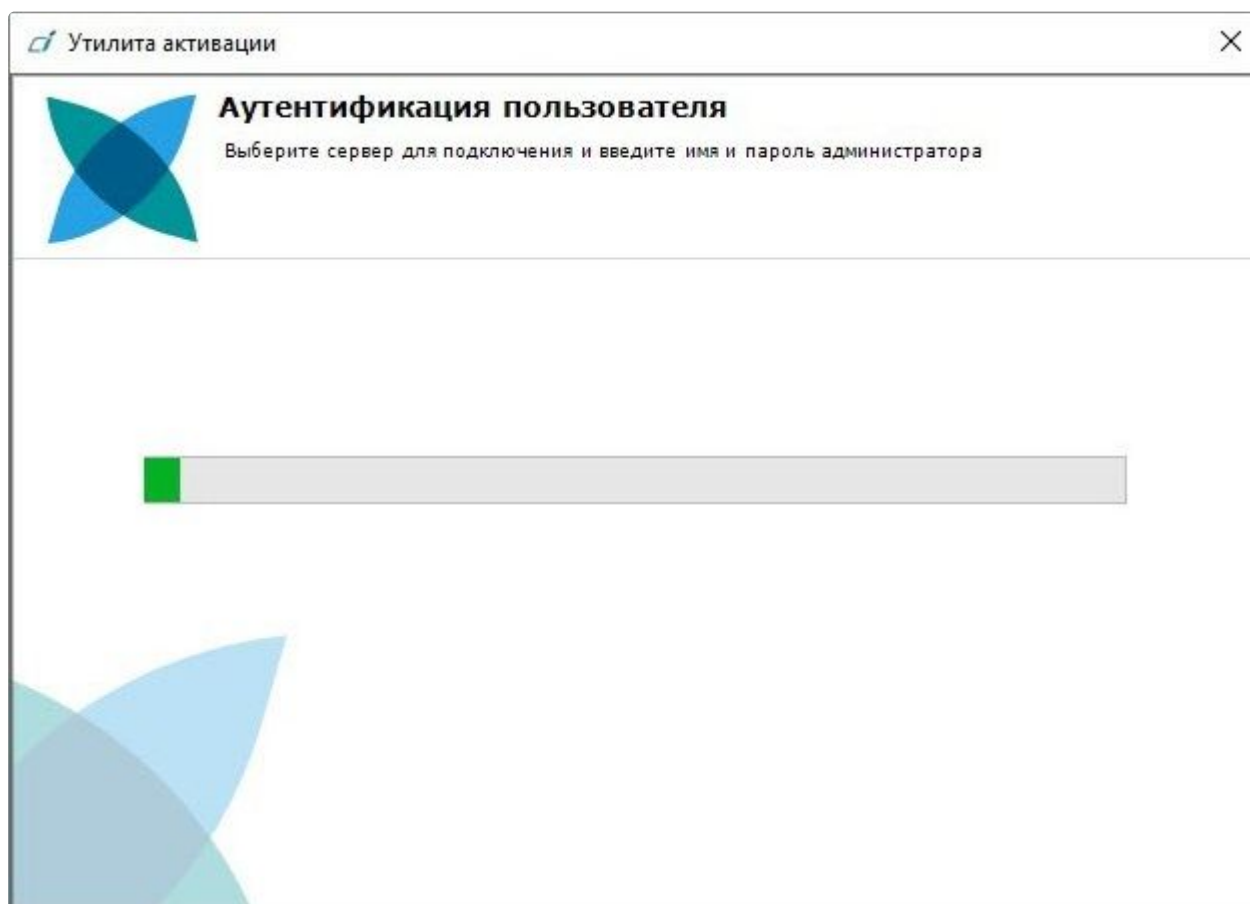 Утилита активации
Аутентификация пользователя
Выберите сервер для подключения и введите имя и пароль администратора